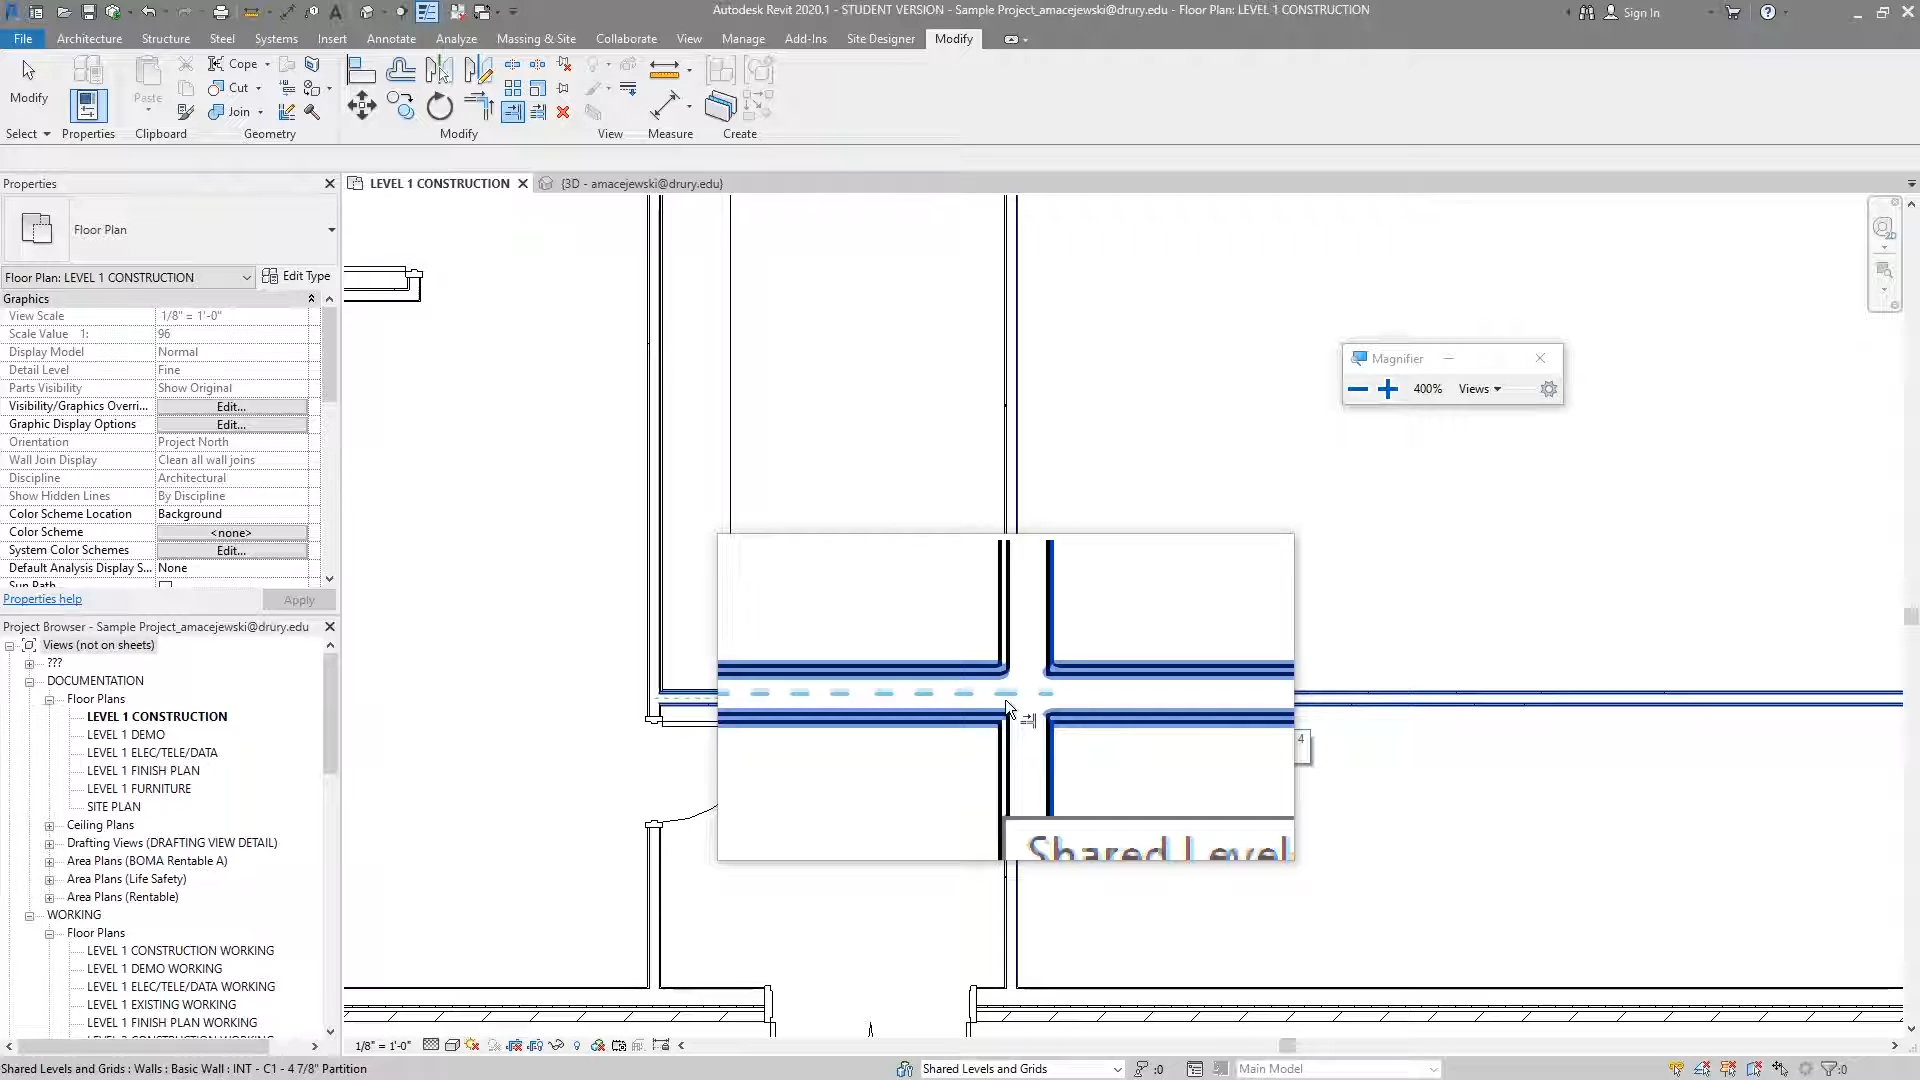 Autodesk Revit 2020.1 - STUDENT VERSION - Sample Project_amacejewski@drury.edu - Floor Plan: LEVEL 1 CONSTRUCTION
Sign In
File Architecture Structure Steel Systems Insert Annotate Analyze Massing & Site Collaborate View Manage Add-Ins Site Designer Modify
Modify
Paste
Cope
Cut
Join
Select Properties Clipboard Geometry Modify View Measure Create
Properties
LEVEL 1 CONSTRUCTION
{3D - amacejewski@drury.edu}
Floor Plan
Floor Plan: LEVEL 1 CONSTRUCTION
Edit Type
Graphics
View Scale 1/8" = 1'-0"
Scale Value 1: 96
Display Model Normal
Detail Level Fine
Parts Visibility Show Original
Visibility/Graphics Overri... Edit...
Graphic Display Options Edit...
Orientation Project North
Wall Join Display Clean all wall joins
Discipline Architectural
Show Hidden Lines By Discipline
Color Scheme Location Background
Color Scheme <none>
System Color Schemes Edit...
Default Analysis Display S... None
Sun Path
Properties help
Apply
Project Browser - Sample Project_amacejewski@drury.edu
Views (not on sheets)
???
DOCUMENTATION
Floor Plans
LEVEL 1 CONSTRUCTION
LEVEL 1 DEMO
LEVEL 1 ELEC/TELE/DATA
LEVEL 1 FINISH PLAN
LEVEL 1 FURNITURE
SITE PLAN
Ceiling Plans
Drafting Views (DRAFTING VIEW DETAIL)
Area Plans (BOMA Rentable A)
Area Plans (Life Safety)
Area Plans (Rentable)
WORKING
Floor Plans
LEVEL 1 CONSTRUCTION WORKING
LEVEL 1 DEMO WORKING
LEVEL 1 ELEC/TELE/DATA WORKING
LEVEL 1 EXISTING WORKING
LEVEL 1 FINISH PLAN WORKING
Magnifier
400% Views
4
Shared Level
1/8" = 1'-0"
Shared Levels and Grids : Walls : Basic Wall : INT - C1 - 4 7/8" Partition
Shared Levels and Grids
:0
Main Model
:0